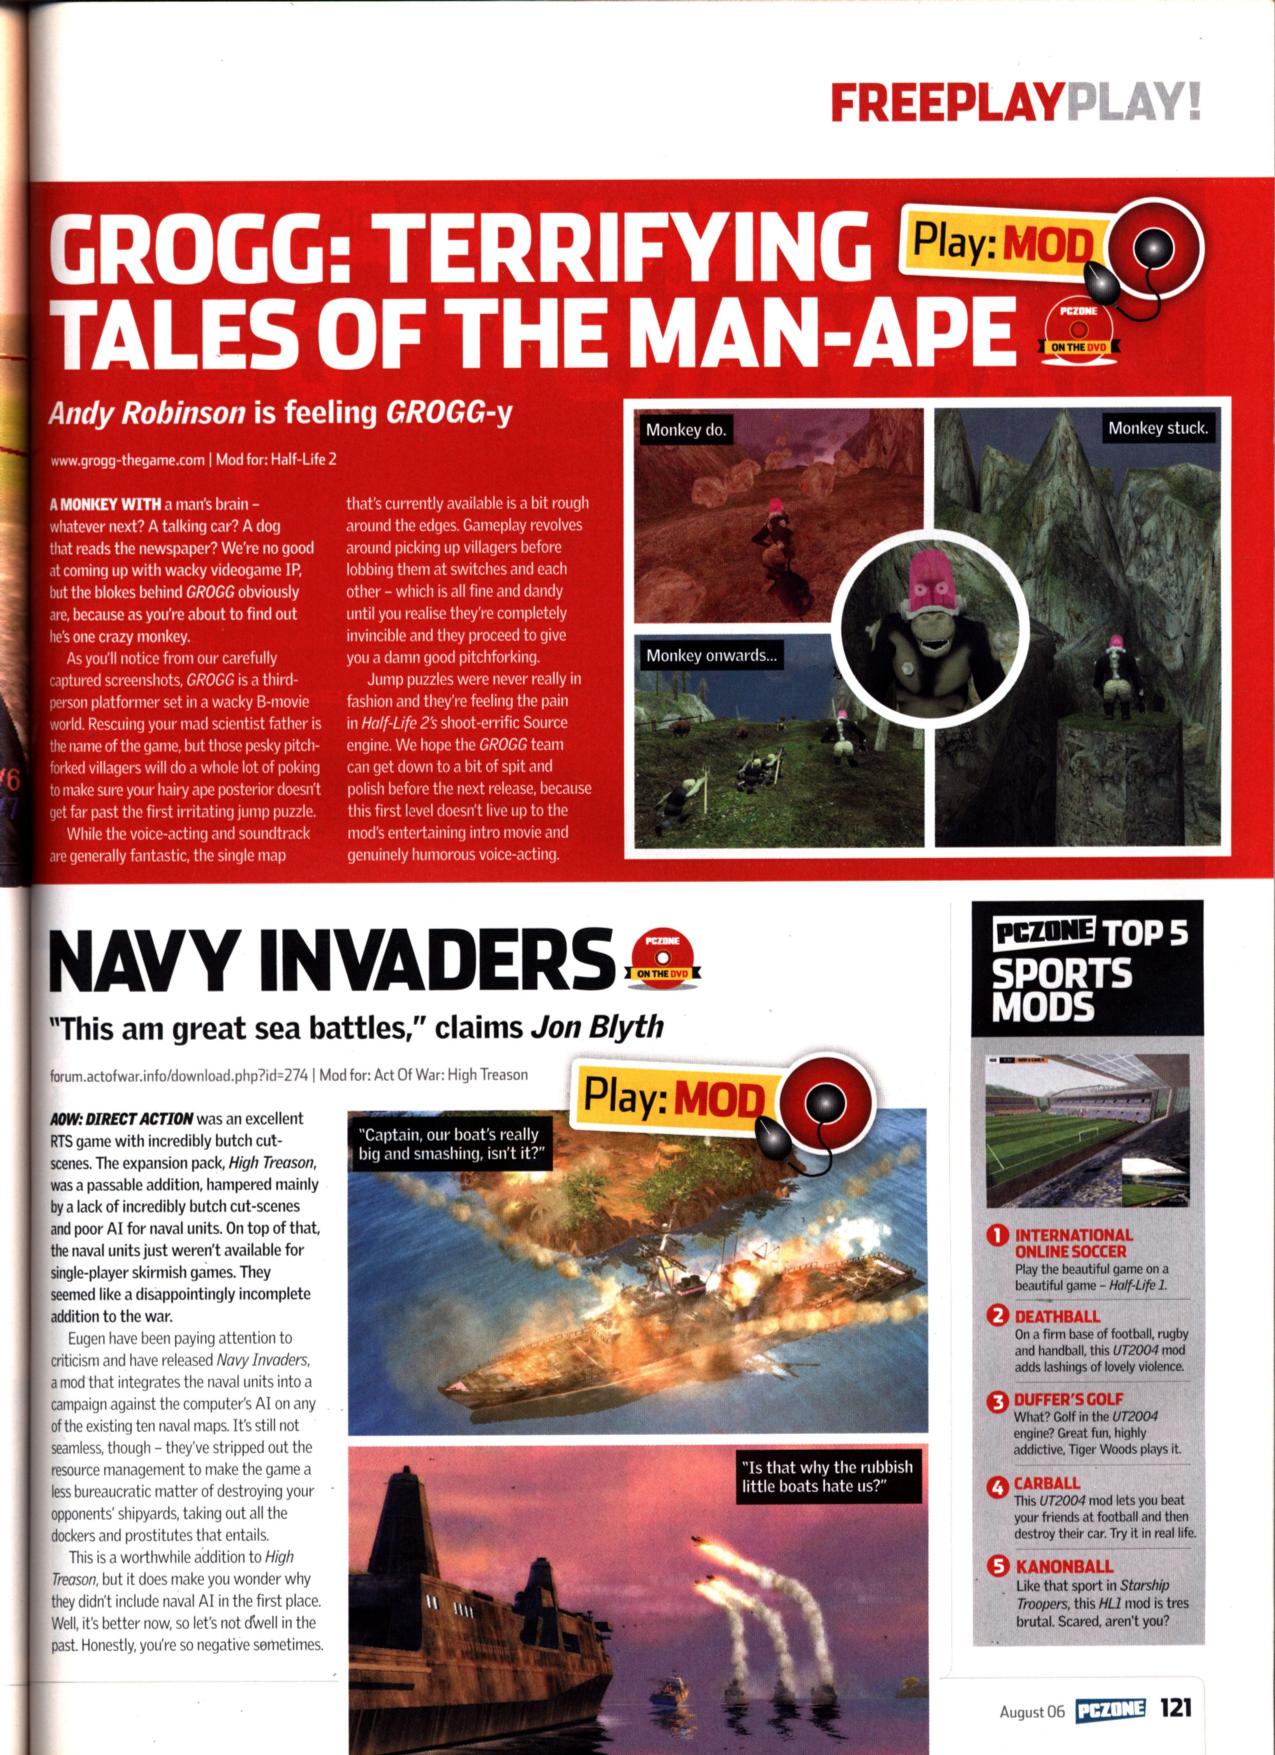 FREEPLAYPLAY!
GROGG: TERRIFYING
TALES OF THE MAN-APE
Play: MOD
PCZONE
ON THE DVD
Andy Robinson is feeling GROGG-y
www.grogg-thegame.com | Mod for: Half-Life 2
A MONKEY WITH a man's brain –
whatever next? A talking car? A dog
that reads the newspaper? We're no good
at coming up with wacky videogame IP,
but the blokes behind GROGG obviously
are, because as you're about to find out
he's one crazy monkey.
As you'll notice from our carefully
captured screenshots, GROGG is a third-
person platformer set in a wacky B-movie
world. Rescuing your mad scientist father is
the name of the game, but those pesky pitch-
forked villagers will do a whole lot of poking
to make sure your hairy ape posterior doesn't
get far past the first irritating jump puzzle.
While the voice-acting and soundtrack
are generally fantastic, the single map
that's currently available is a bit rough
around the edges. Gameplay revolves
around picking up villagers before
lobbing them at switches and each
other – which is all fine and dandy
until you realise they're completely
invincible and they proceed to give
you a damn good pitchforking.
Jump puzzles were never really in
fashion and they're feeling the pain
in Half-Life 2's shoot-errific Source
engine. We hope the GROGG team
can get down to a bit of spit and
polish before the next release, because
this first level doesn't live up to the
mod's entertaining intro movie and
genuinely humorous voice-acting.
Monkey do.
Monkey stuck.
Monkey onwards...
NAVY INVADERS
PCZONE
ON THE DVD
"This am great sea battles," claims Jon Blyth
forum.actofwar.info/download.php?id=274 | Mod for: Act Of War: High Treason
Play: MOD
AOW: DIRECT ACTION was an excellent
RTS game with incredibly butch cut-
scenes. The expansion pack, High Treason,
was a passable addition, hampered mainly
by a lack of incredibly butch cut-scenes
and poor AI for naval units. On top of that,
the naval units just weren't available for
single-player skirmish games. They
seemed like a disappointingly incomplete
addition to the war.
Eugen have been paying attention to
criticism and have released Navy Invaders,
a mod that integrates the naval units into a
campaign against the computer's AI on any
of the existing ten naval maps. It's still not
seamless, though – they've stripped out the
resource management to make the game a
less bureaucratic matter of destroying your
opponents' shipyards, taking out all the
dockers and prostitutes that entails.
This is a worthwhile addition to High
Treason, but it does make you wonder why
they didn't include naval AI in the first place.
Well, it's better now, so let's not dwell in the
past. Honestly, you're so negative sometimes.
"Captain, our boat's really
big and smashing, isn't it?"
"Is that why the rubbish
little boats hate us?"
PCZONE TOP 5
SPORTS
MODS
1 INTERNATIONAL
ONLINE SOCCER
Play the beautiful game on a
beautiful game – Half-Life 1.
2 DEATHBALL
On a firm base of football, rugby
and handball, this UT2004 mod
adds lashings of lovely violence.
3 DUFFER'S GOLF
What? Golf in the UT2004
engine? Great fun, highly
addictive, Tiger Woods plays it.
4 CARBALL
This UT2004 mod lets you beat
your friends at football and then
destroy their car. Try it in real life.
5 KANONBALL
Like that sport in Starship
Troopers, this HL1 mod is tres
brutal. Scared, aren't you?
August 06 PCZONE 121